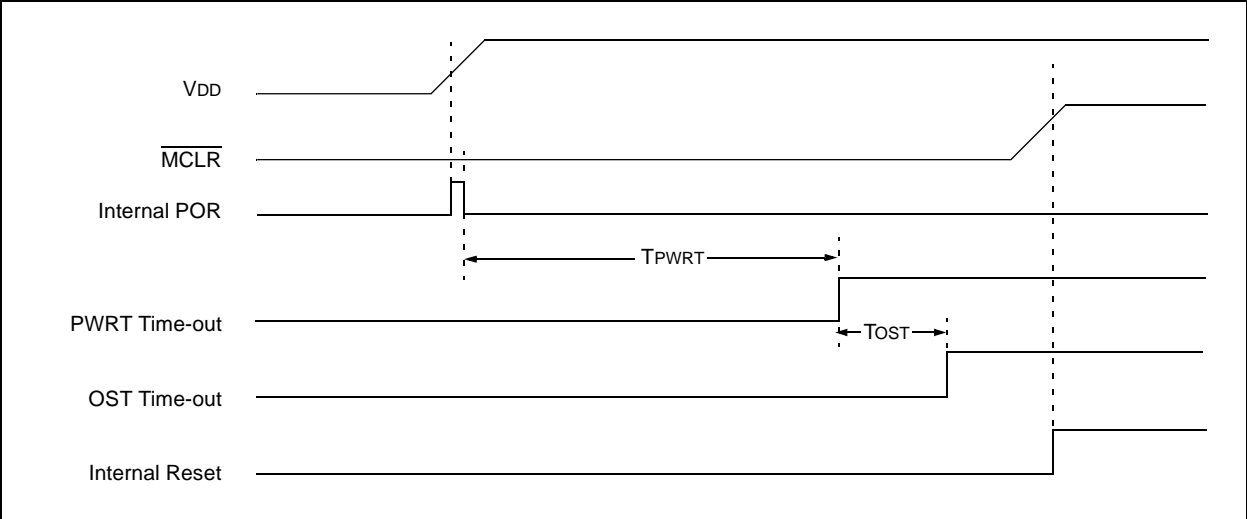 VDD
MCLR
Internal POR
TPWRT
PWRT Time-out
TOST
OST Time-out
Internal Reset